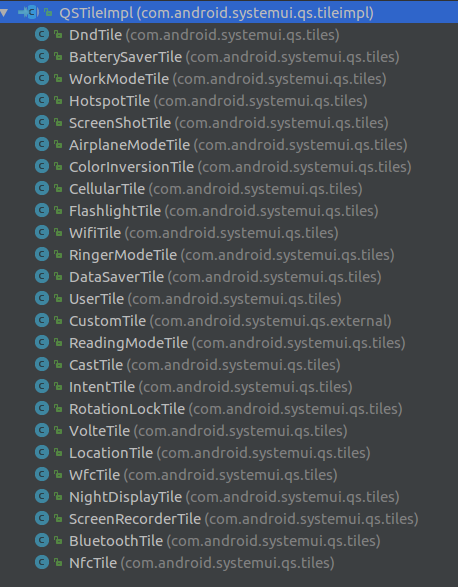 QSTileImpl (com.android.systemui.qs.tileimpl)
DndTile (com.android.systemui.qs.tiles)
BatterySaverTile (com.android.systemui.qs.tiles)
WorkModeTile (com.android.systemui.qs.tiles)
HotspotTile (com.android.systemui.qs.tiles)
ScreenShotTile (com.android.systemui.qs.tiles)
AirplaneModeTile (com.android.systemui.qs.tiles)
ColorInversionTile (com.android.systemui.qs.tiles)
CellularTile (com.android.systemui.qs.tiles)
FlashlightTile (com.android.systemui.qs.tiles)
WifiTile (com.android.systemui.qs.tiles)
RingerModeTile (com.android.systemui.qs.tiles)
DataSaverTile (com.android.systemui.qs.tiles)
UserTile (com.android.systemui.qs.tiles)
CustomTile (com.android.systemui.qs.external)
ReadingModeTile (com.android.systemui.qs.tiles)
CastTile (com.android.systemui.qs.tiles)
IntentTile (com.android.systemui.qs.tiles)
RotationLockTile (com.android.systemui.qs.tiles)
VolteTile (com.android.systemui.qs.tiles)
LocationTile (com.android.systemui.qs.tiles)
WfcTile (com.android.systemui.qs.tiles)
NightDisplayTile (com.android.systemui.qs.tiles)
ScreenRecorderTile (com.android.systemui.qs.tiles)
BluetoothTile (com.android.systemui.qs.tiles)
NfcTile (com.android.systemui.qs.tiles)